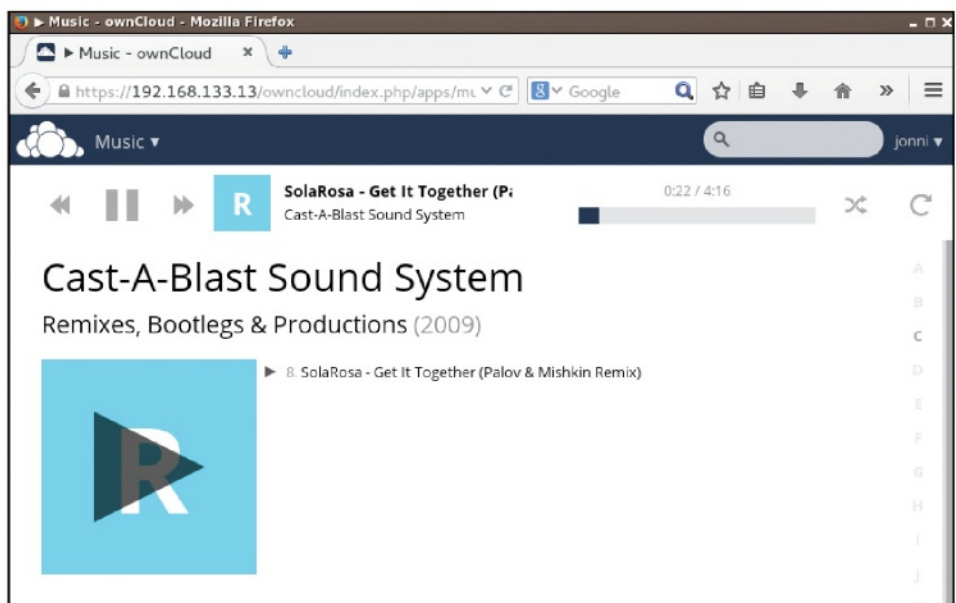 ▶ Music - ownCloud - Mozilla Firefox
▶ Music - ownCloud
https://192.168.133.13/owncloud/index.php/apps/mu
Google
Music ▾
jonni ▾
R
SolaRosa - Get It Together (Pa
Cast-A-Blast Sound System
0:22 / 4:16
Cast-A-Blast Sound System
Remixes, Bootlegs & Productions (2009)
R
▶ 8. SolaRosa - Get It Together (Palov & Mishkin Remix)
A
B
C
D
E
F
G
H
I
J